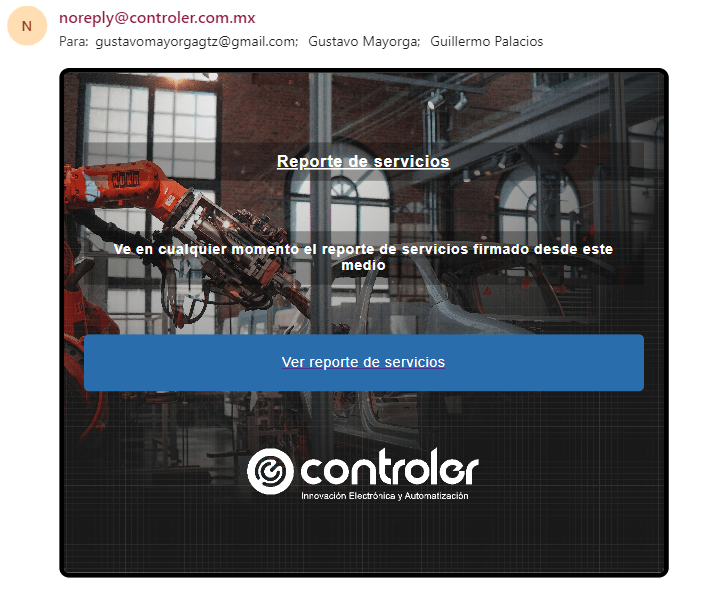 N
noreply@controler.com.mx
Para: gustavomayorgagtz@gmail.com; Gustavo Mayorga; Guillermo Palacios
Reporte de servicios
Ve en cualquier momento el reporte de servicios firmado desde este
medio
Ver reporte de servicios
controler
Innovación Electrónica y Automatización